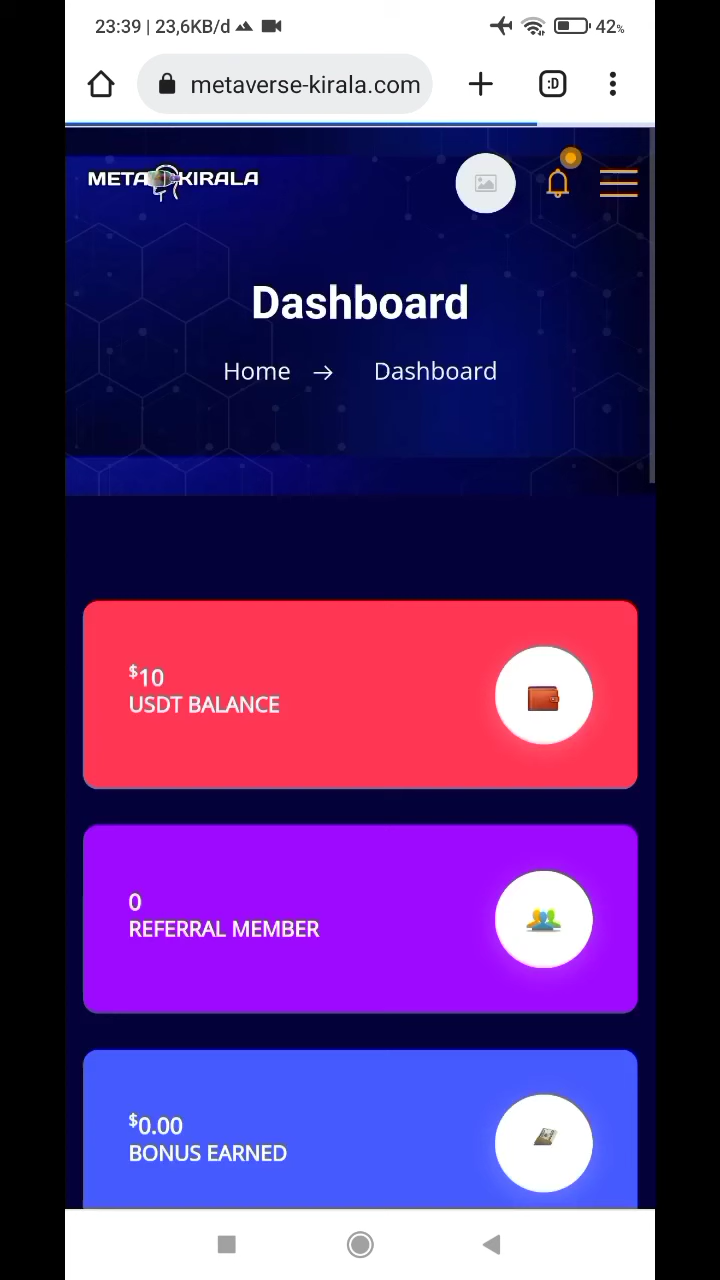 23:39 | 23,6KB/d
42%
metaverse-kirala.com
:D
META KIRALA
Dashboard
Home → Dashboard
$10
USDT BALANCE
0
REFERRAL MEMBER
$0.00
BONUS EARNED